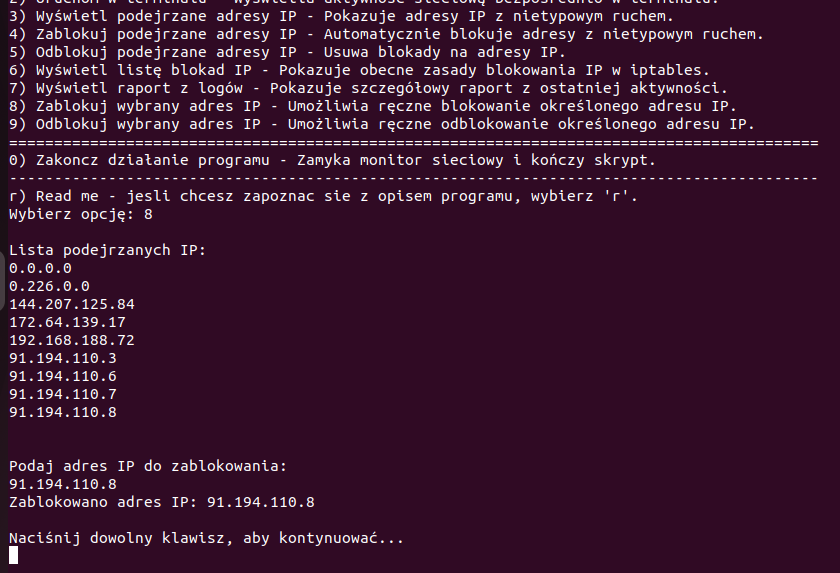 2) Uruchom w terminalu - Wyświetla aktywność sieciową bezpośrednio w terminalu.
3) Wyświetl podejrzane adresy IP - Pokazuje adresy IP z nietypowym ruchem.
4) Zablokuj podejrzane adresy IP - Automatycznie blokuje adresy z nietypowym ruchem.
5) Odblokuj podejrzane adresy IP - Usuwa blokady na adresy IP.
6) Wyświetl listę blokad IP - Pokazuje obecne zasady blokowania IP w iptables.
7) Wyświetl raport z logów - Pokazuje szczegółowy raport z ostatniej aktywności.
8) Zablokuj wybrany adres IP - Umożliwia ręczne blokowanie określonego adresu IP.
9) Odblokuj wybrany adres IP - Umożliwia ręczne odblokowanie określonego adresu IP.
==========================================================================================
0) Zakoncz działanie programu - Zamyka monitor sieciowy i kończy skrypt.
------------------------------------------------------------------------------------------
r) Read me - jesli chcesz zapoznac sie z opisem programu, wybierz 'r'.
Wybierz opcję: 8
Lista podejrzanych IP:
0.0.0.0
0.226.0.0
144.207.125.84
172.64.139.17
192.168.188.72
91.194.110.3
91.194.110.6
91.194.110.7
91.194.110.8
Podaj adres IP do zablokowania:
91.194.110.8
Zablokowano adres IP: 91.194.110.8
Naciśnij dowolny klawisz, aby kontynuować...